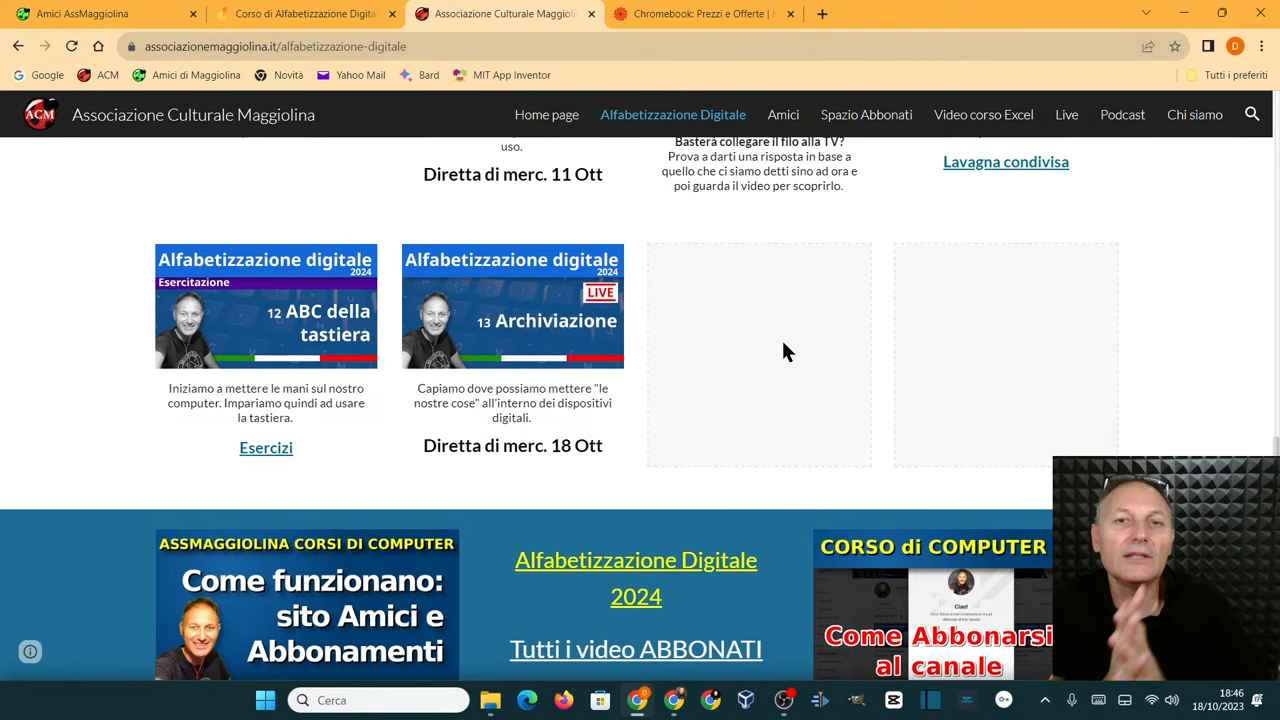 Amici AssMaggiolina
Corso di Alfabetizzazione Digita
Associazione Culturale Maggiolin
Chromebook: Prezzi e Offerte | M
associazionemaggiolina.it/alfabetizzazione-digitale
D
Google
ACM
Amici di Maggiolina
Novità
Yahoo Mail
Bard
MIT App Inventor
Tutti i preferiti
ACM
Associazione Culturale Maggiolina
Home page
Alfabetizzazione Digitale
Amici
Spazio Abbonati
Video corso Excel
Live
Podcast
Chi siamo
uso.
Diretta di merc. 11 Ott
Basterà collegare il filo alla TV?
Prova a darti una risposta in base a
quello che ci siamo detti sino ad ora e
poi guarda il video per scoprirlo.
Lavagna condivisa
Alfabetizzazione digitale
2024
Esercitazione
12 ABC della
tastiera
Iniziamo a mettere le mani sul nostro
computer. Impariamo quindi ad usare
la tastiera.
Esercizi
Alfabetizzazione digitale
2024
LIVE
13 Archiviazione
Capiamo dove possiamo mettere "le
nostre cose" all'interno dei dispositivi
digitali.
Diretta di merc. 18 Ott
ASSMAGGIOLINA CORSI DI COMPUTER
Come funzionano:
sito Amici e
Abbonamenti
Alfabetizzazione Digitale
2024
Tutti i video ABBONATI
CORSO di COMPUTER
Ciao!
Come Abbonarsi
al canale
Cerca
18:46
18/10/2023